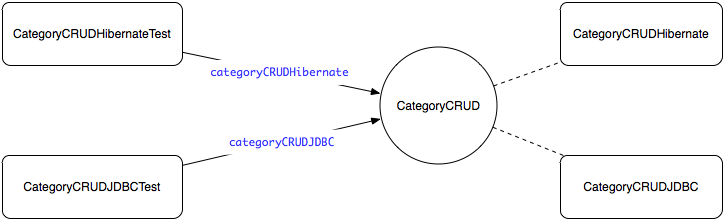 CategoryCRUDHibernateTest
CategoryCRUDHibernate
categoryCRUDHibernate
CategoryCRUD
categoryCRUDJDBC
CategoryCRUDJDBCTest
CategoryCRUDJDBC